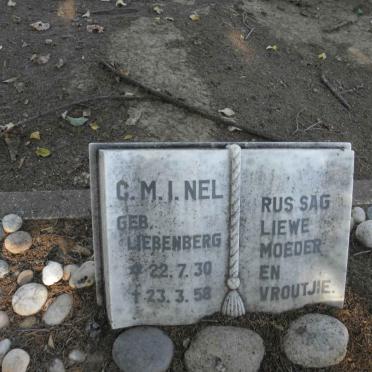 C.M.I. NEL
GEB.
LIEBENBERG
* 22.7.30
† 23.3.58
RUS SAG
LIEWE
MOEDER
EN
VROUTJIE.